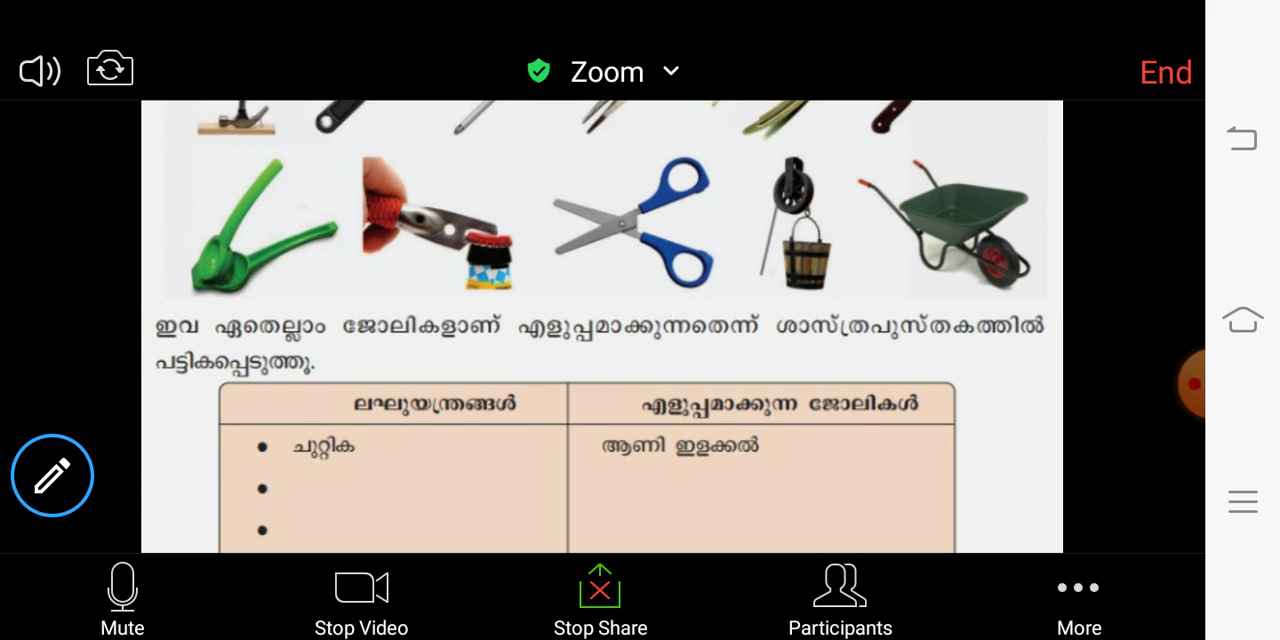 Zoom
End
ഇവ ഏതെല്ലാം ജോലികളാണ് എളുപ്പമാക്കുന്നതെന്ന് ശാസ്ത്രപുസ്തകത്തിൽ
പട്ടികപ്പെടുത്തൂ.
ലഘുയന്ത്രങ്ങൾ എളുപ്പമാക്കുന്ന ജോലികൾ
• ചുറ്റിക ആണി ഇളക്കൽ
•
•
Mute Stop Video Stop Share Participants More